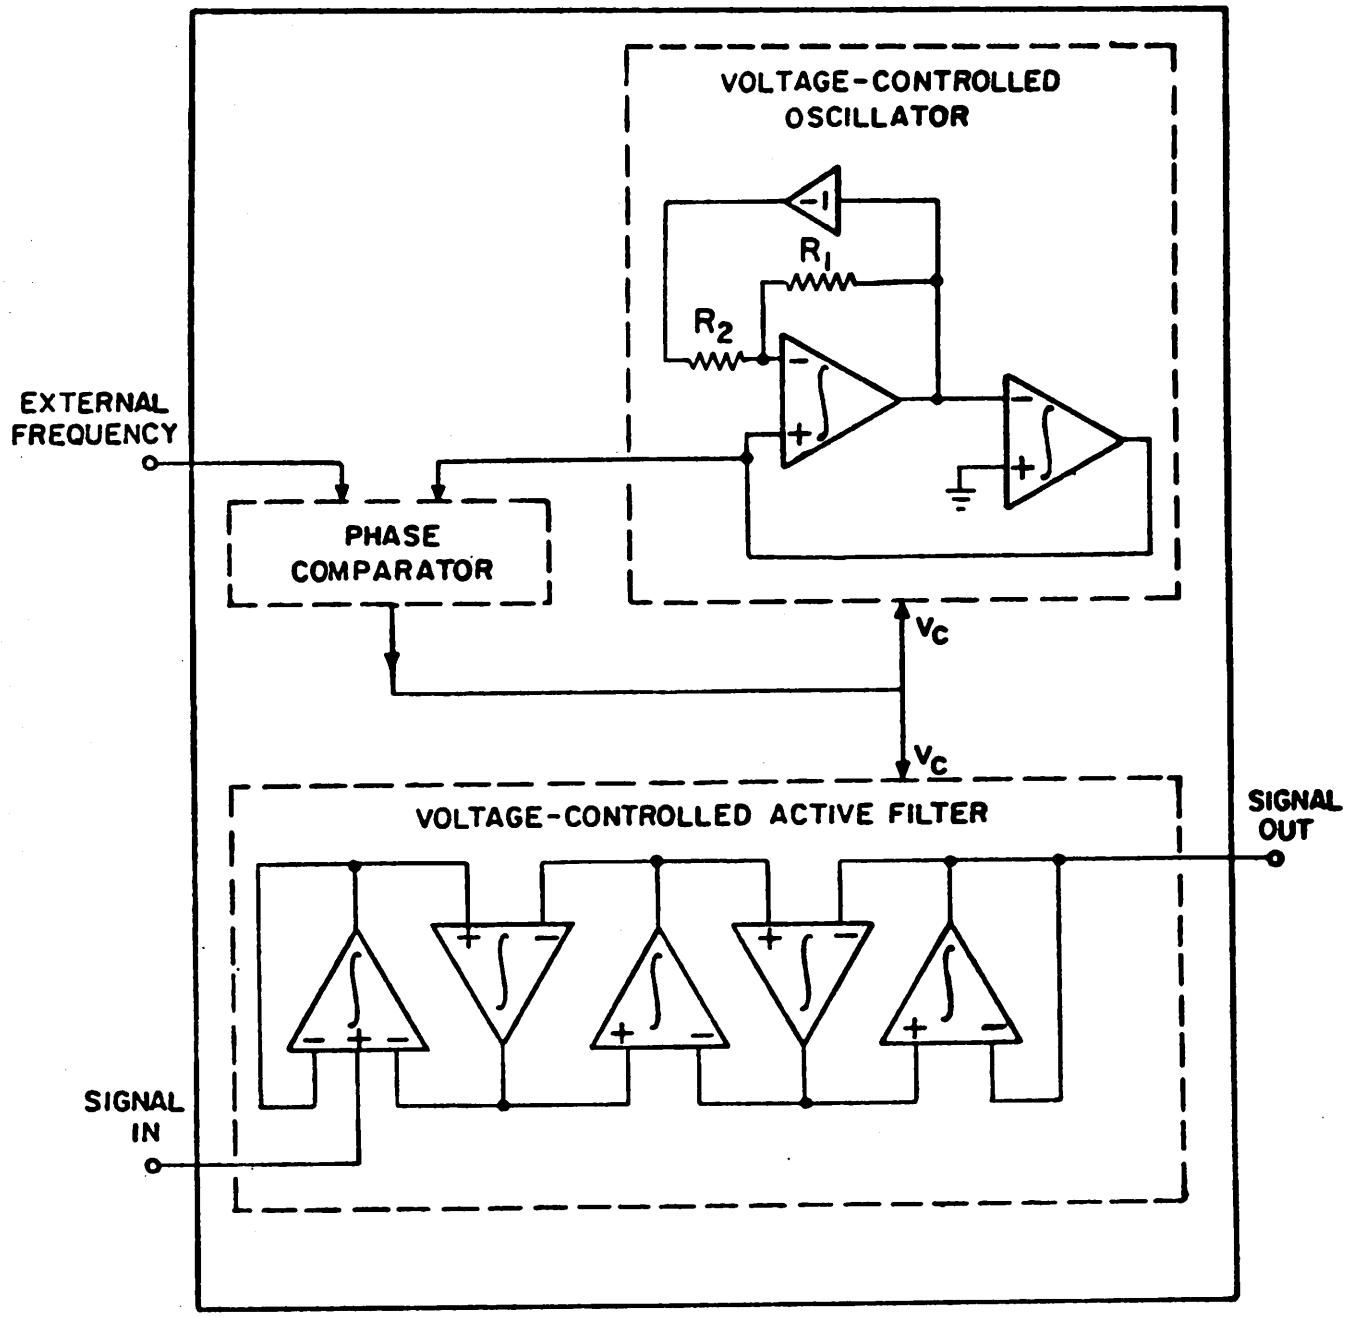 VOLTAGE-CONTROLLED
OSCILLATOR
-1
R1
R2
-
∫
+
-
∫
+
EXTERNAL
FREQUENCY
PHASE
COMPARATOR
VC
VC
VOLTAGE-CONTROLLED ACTIVE FILTER
SIGNAL
OUT
+ ∫ -
+ ∫ -
∫
- + -
∫
+ -
∫
+ -
SIGNAL
IN